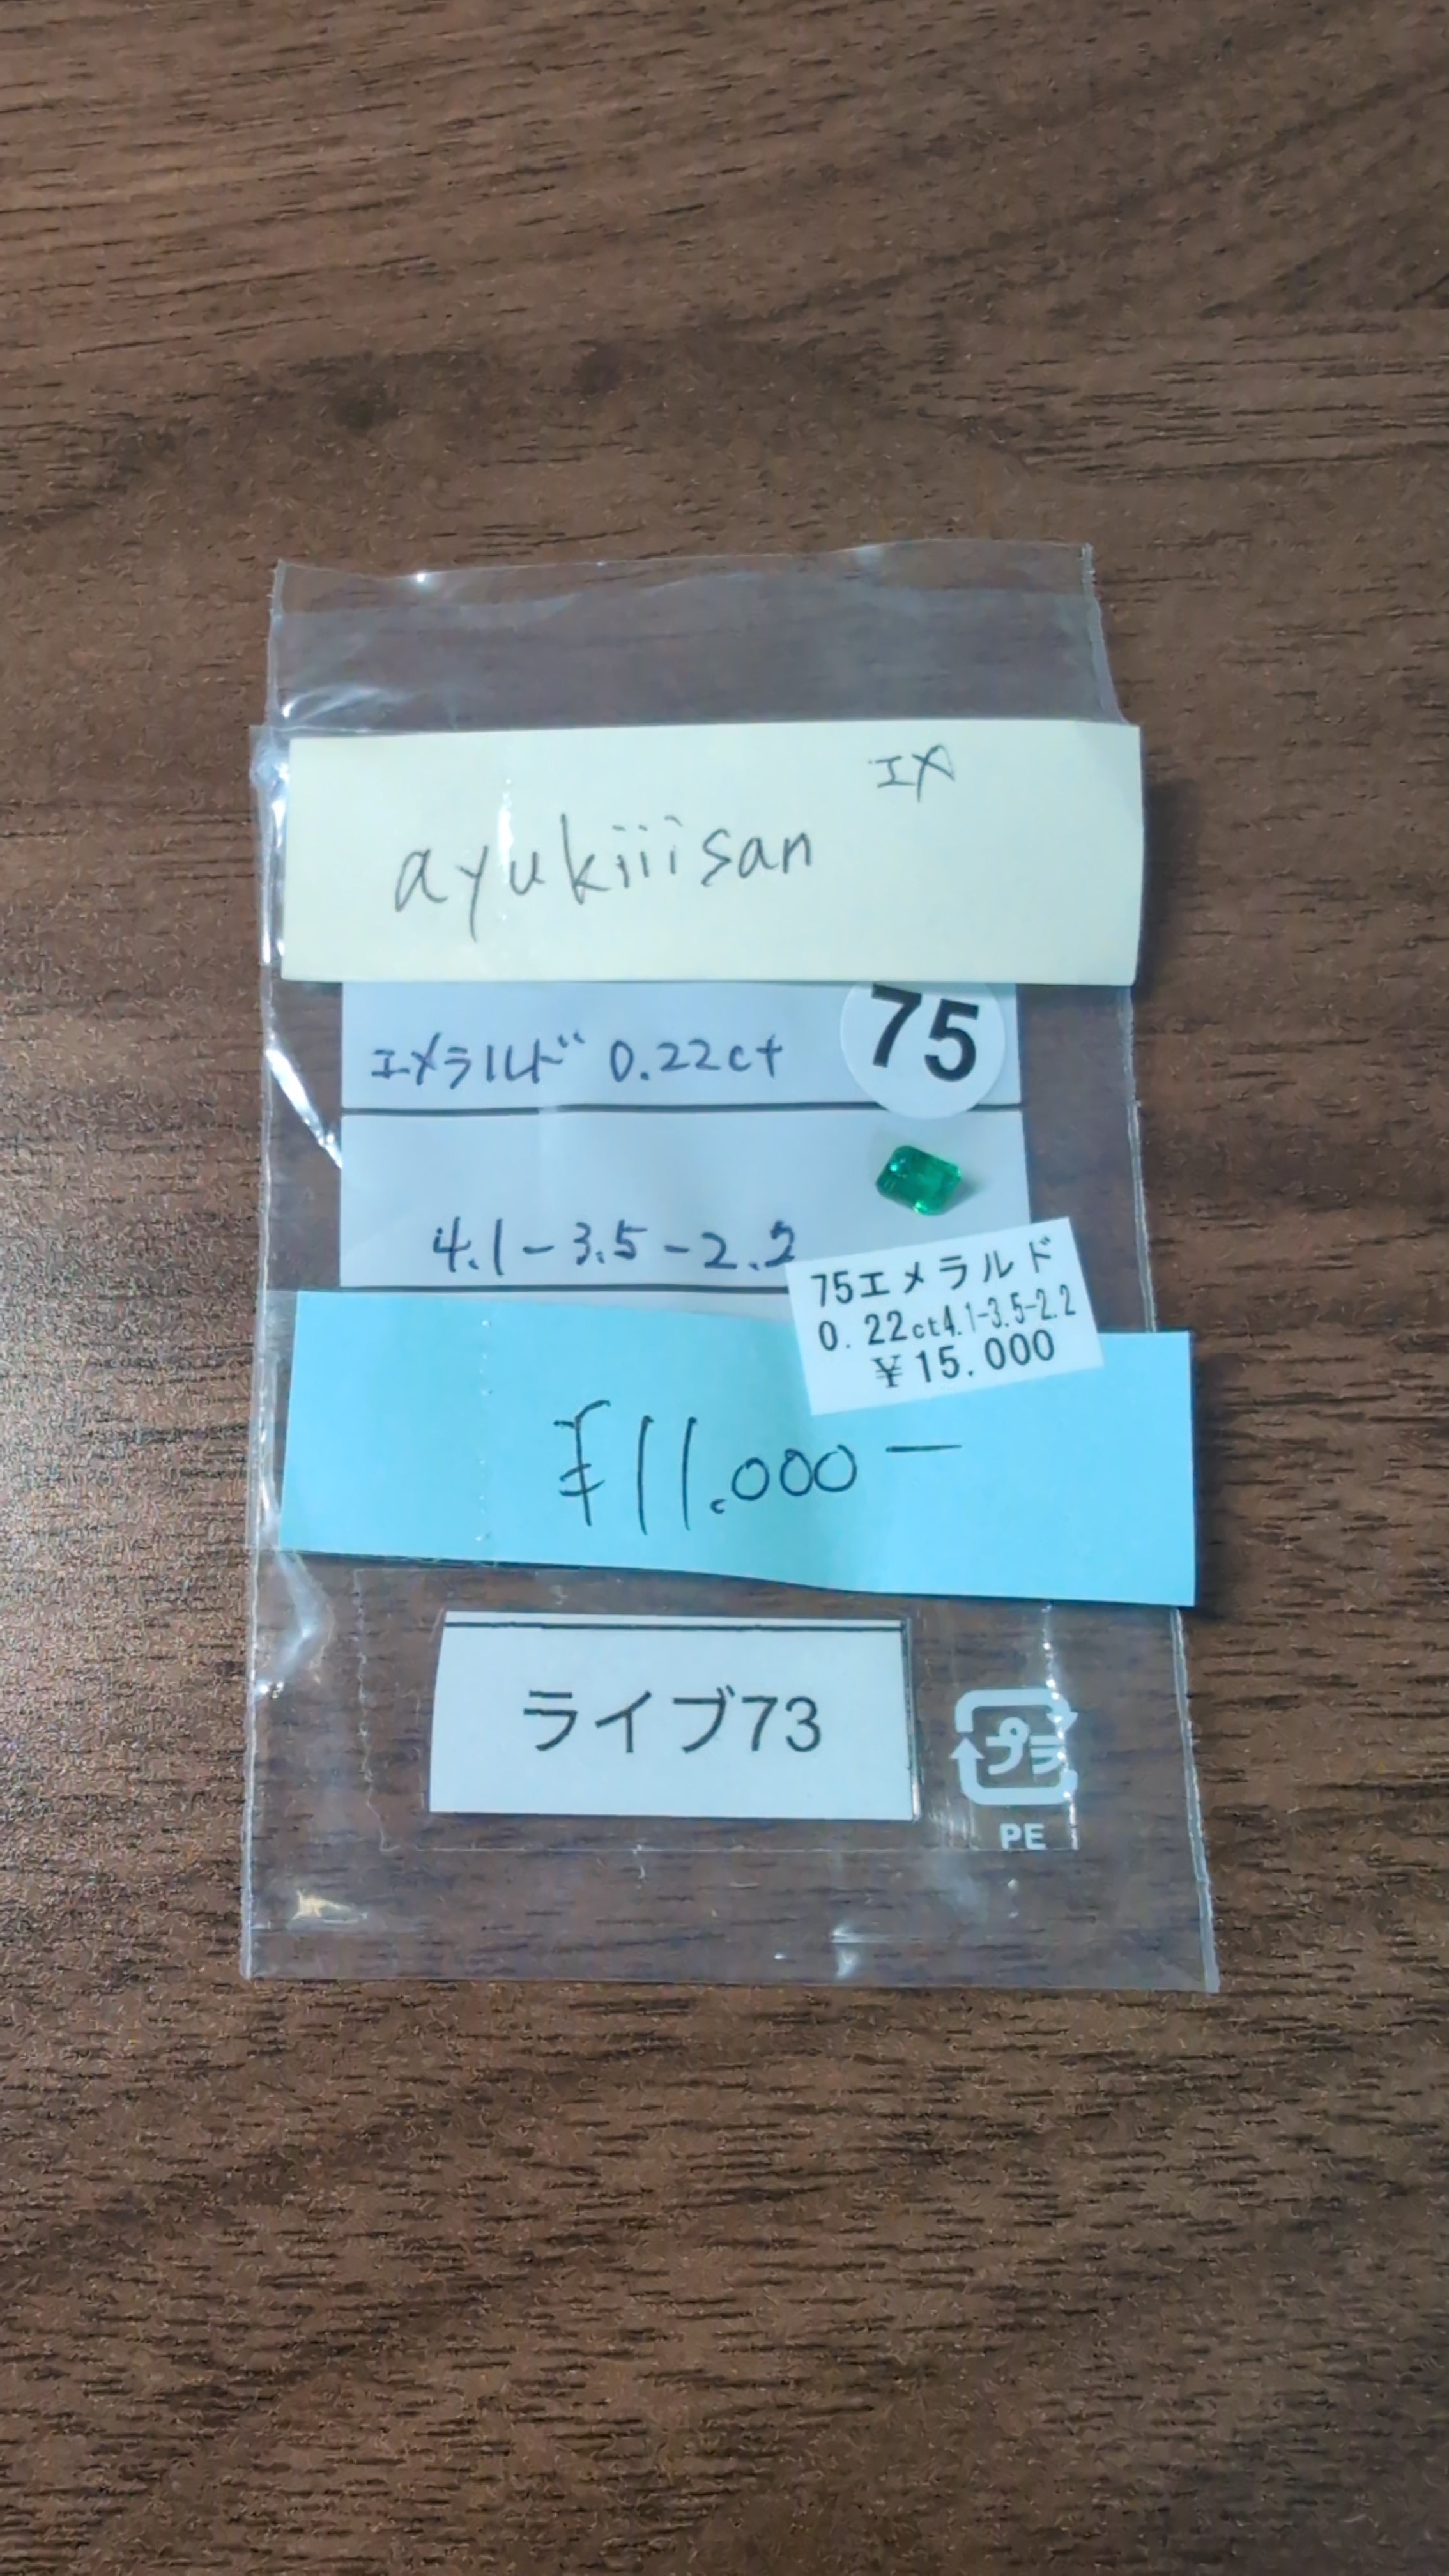 エメ
ayukiiisan
75
エメラルド 0.22ct
4.1-3.5-2.2
75エメラルド
0.22ct4.1-3.5-2.2
¥15.000
¥11.000-
ライブ73
プラ
PE